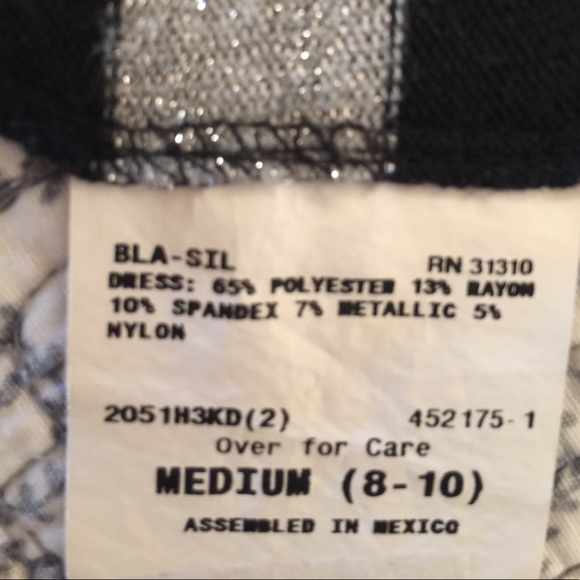 BLA-SIL RN 31310
DRESS: 65% POLYESTER 13% RAYON
10% SPANDEX 7% METALLIC 5%
NYLON
2051H3KD(2) 452175-1
Over for Care
MEDIUM (8-10)
ASSEMBLED IN MEXICO